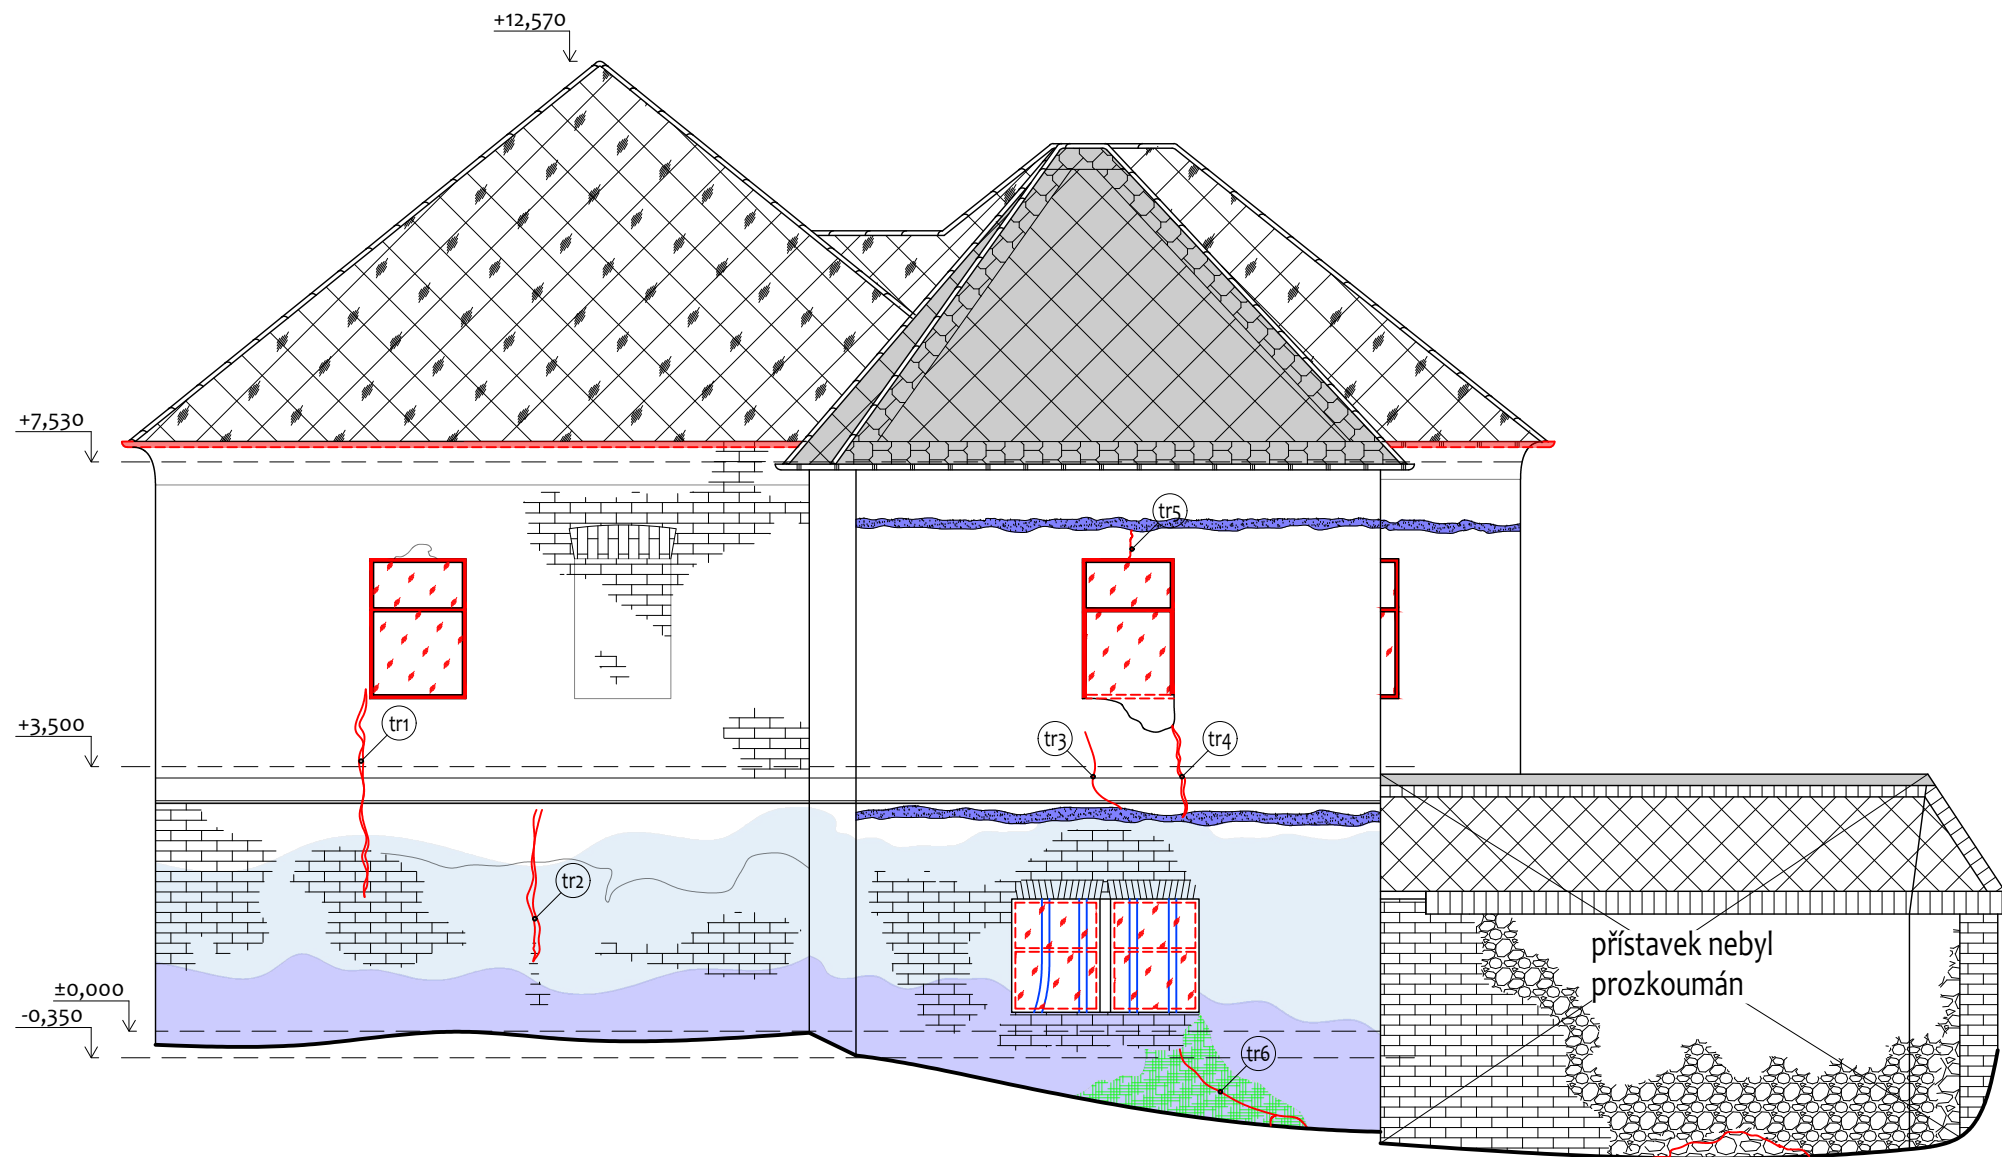 +12,570
+7,530
tr5
+3,500
tr1
tr3
tr4
tr2
přístavek nebyl
prozkoumán
±0,000
-0,350
tr6